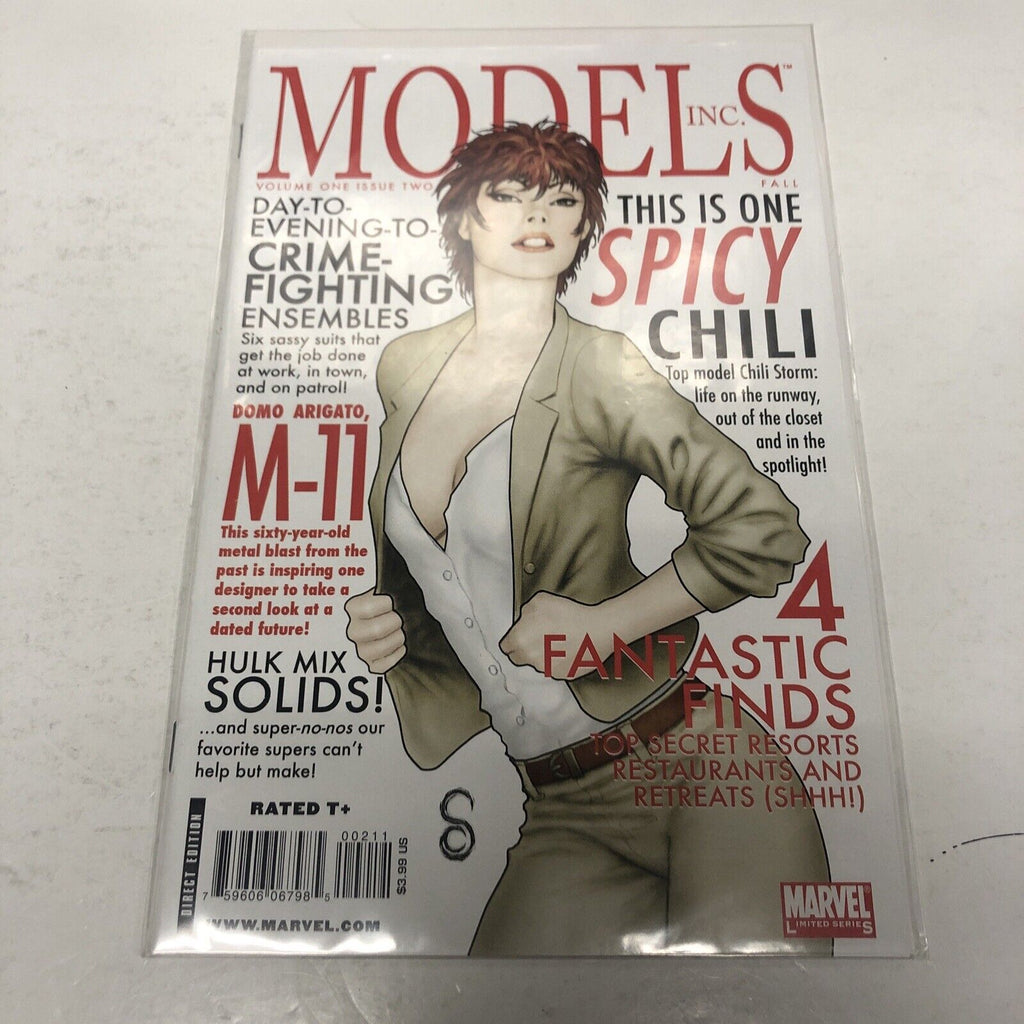 MODELS INC.™
VOLUME ONE ISSUE TWO
FALL
DAY-TO-
EVENING-TO-
CRIME-
FIGHTING
ENSEMBLES
Six sassy suits that
get the job done
at work, in town,
and on patrol!
DOMO ARIGATO,
M-11
This sixty-year-old
metal blast from the
past is inspiring one
designer to take a
second look at a
dated future!
HULK MIX
SOLIDS!
...and super-no-nos our
favorite supers can't
help but make!
THIS IS ONE
SPICY
CHILI
Top model Chili Storm:
life on the runway,
out of the closet
and in the
spotlight!
4
FANTASTIC
FINDS
TOP SECRET RESORTS
RESTAURANTS AND
RETREATS (SHHH!)
RATED T+
DIRECT EDITION
00211
7 59606 06798 5
$3.99 US
WWW.MARVEL.COM
MARVEL®
LIMITED SERIES